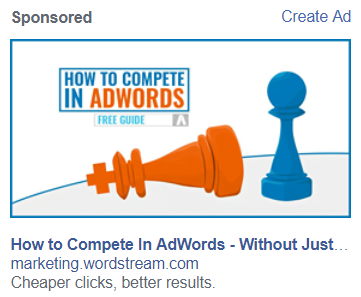 Sponsored
Create Ad
HOW TO COMPETE
IN ADWORDS
FREE GUIDE
How to Compete In AdWords - Without Just...
marketing.wordstream.com
Cheaper clicks, better results.